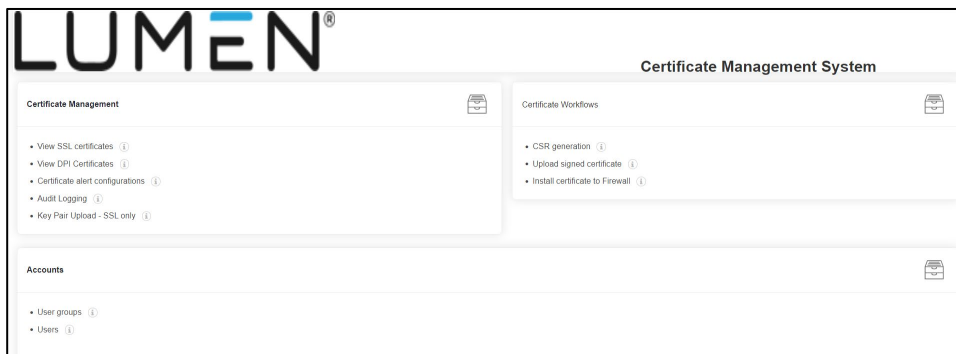 LUMEN®
Certificate Management System
Certificate Management
• View SSL certificates
• View DPI Certificates
• Certificate alert configurations
• Audit Logging
• Key Pair Upload - SSL only
Certificate Workflows
• CSR generation
• Upload signed certificate
• Install certificate to Firewall
Accounts
• User groups
• Users